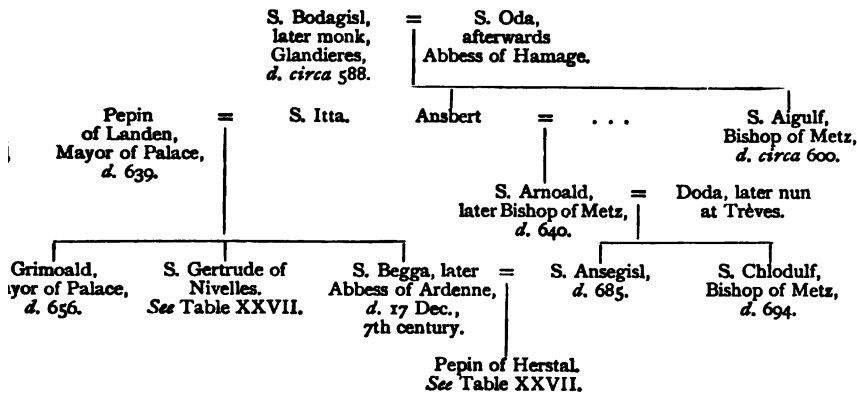 S. Bodagisl, = S. Oda,
later monk, afterwards
Glandieres, Abbess of Hamage.
d. circa 588.
Pepin = S. Itta. Ansbert = . . . S. Aigulf,
of Landen, Bishop of Metz,
Mayor of Palace, d. circa 600.
d. 639.
S. Arnoald, = Doda, later nun
later Bishop of Metz, at Trèves.
d. 640.
Grimoald, S. Gertrude of S. Begga, later = S. Ansegisl, S. Chlodulf,
yor of Palace, Nivelles. Abbess of Ardenne, d. 685. Bishop of Metz,
d. 656. See Table XXVII. d. 17 Dec., d. 694.
7th century.
Pepin of Herstal.
See Table XXVII.